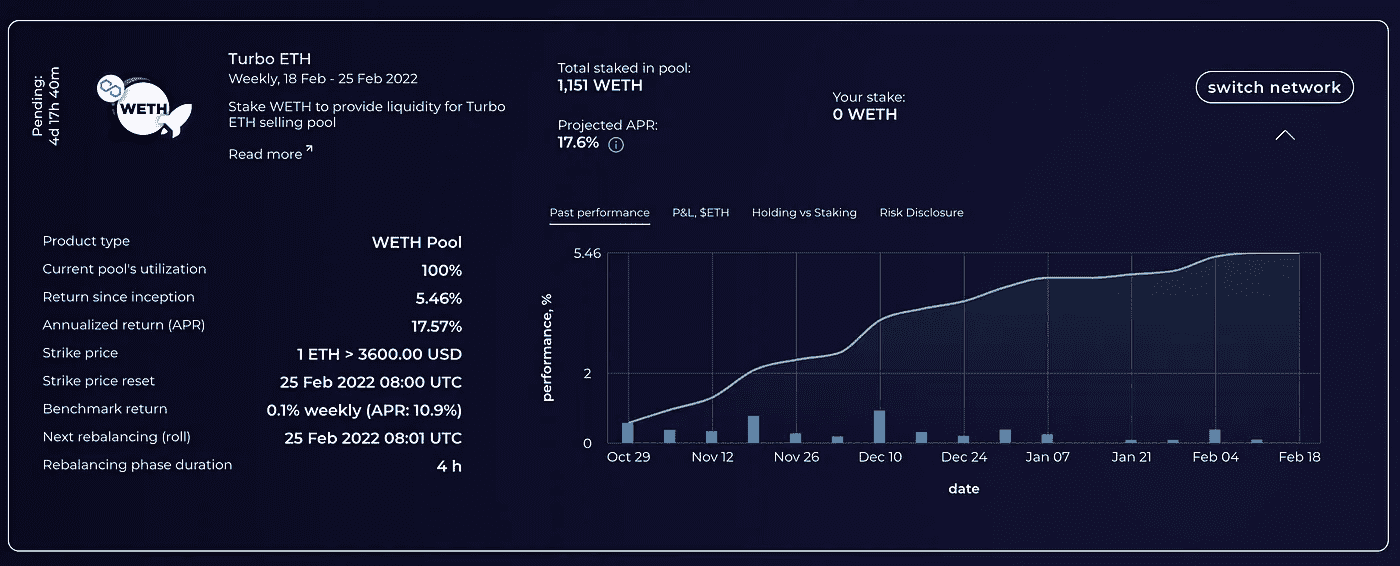 Pending:
4d 17h 40m
WETH
Turbo ETH
Weekly, 18 Feb - 25 Feb 2022
Stake WETH to provide liquidity for Turbo
ETH selling pool
Read more
Total staked in pool:
1,151 WETH
Projected APR:
17.6%
Your stake:
0 WETH
switch network
Product type WETH Pool
Current pool's utilization 100%
Return since inception 5.46%
Annualized return (APR) 17.57%
Strike price 1 ETH > 3600.00 USD
Strike price reset 25 Feb 2022 08:00 UTC
Benchmark return 0.1% weekly (APR: 10.9%)
Next rebalancing (roll) 25 Feb 2022 08:01 UTC
Rebalancing phase duration 4 h
Past performance P&L, $ETH Holding vs Staking Risk Disclosure
performance, %
5.46
2
0
Oct 29 Nov 12 Nov 26 Dec 10 Dec 24 Jan 07 Jan 21 Feb 04 Feb 18
date